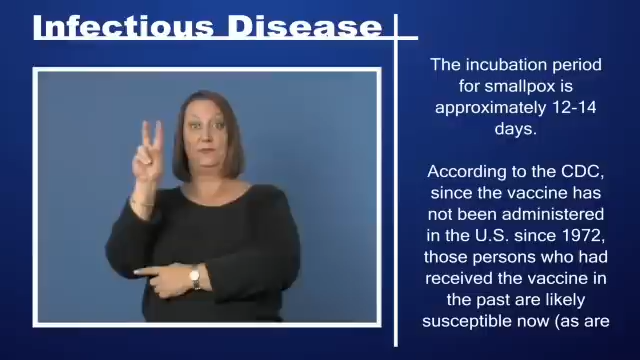 Infectious Disease
The incubation period
for smallpox is
approximately 12-14
days.
According to the CDC,
since the vaccine has
not been administered
in the U.S. since 1972,
those persons who had
received the vaccine in
the past are likely
susceptible now (as are